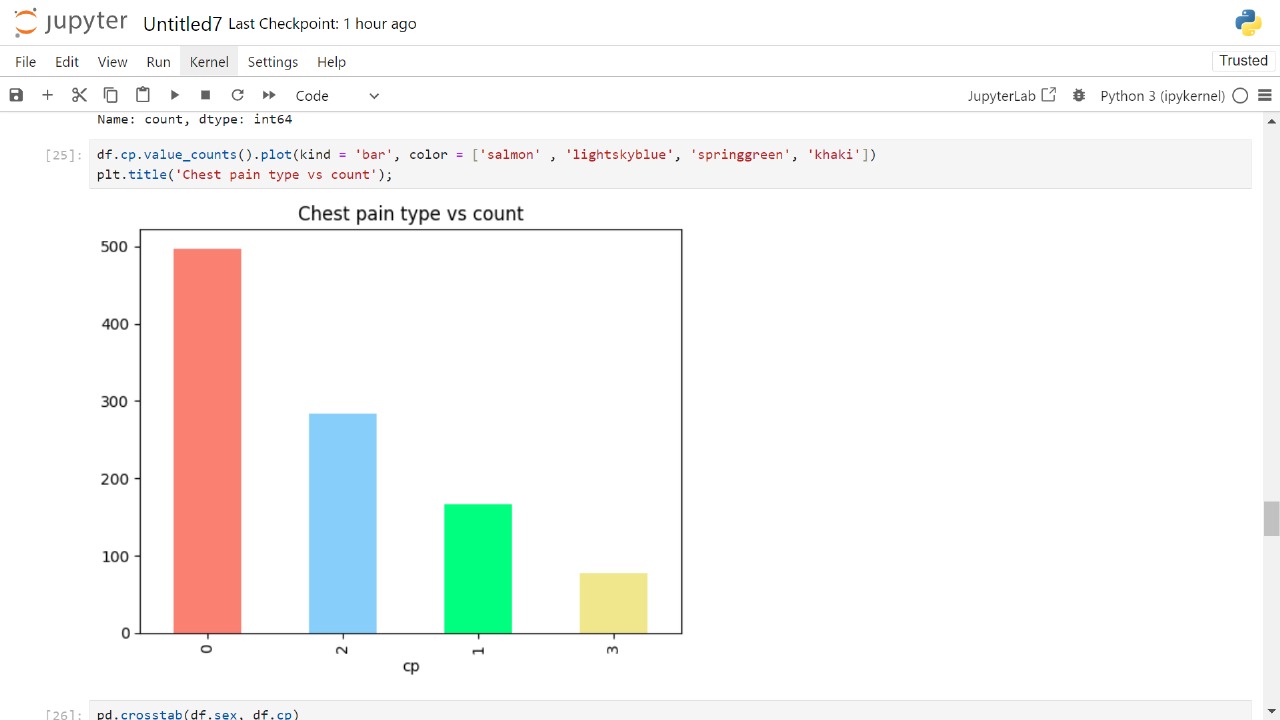 jupyter Untitled7 Last Checkpoint: 1 hour ago
File Edit View Run Kernel Settings Help Trusted
Code JupyterLab Python 3 (ipykernel)
Name: count, dtype: int64
[25]: df.cp.value_counts().plot(kind = 'bar', color = ['salmon' , 'lightskyblue', 'springgreen', 'khaki'])
plt.title('Chest pain type vs count');
Chest pain type vs count
500
400
300
200
100
0
0 2 1 3
cp
[26]: pd.crosstab(df.sex, df.cp)